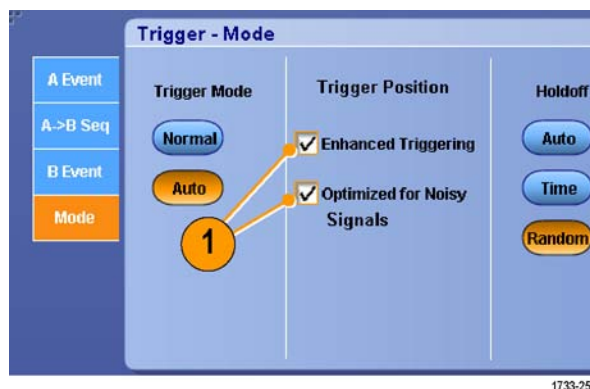 Trigger - Mode
A Event
A->B Seq
B Event
Mode
Trigger Mode
Normal
Auto
1
Trigger Position
Enhanced Triggering
Optimized for Noisy
Signals
Holdoff
Auto
Time
Random
1733-25